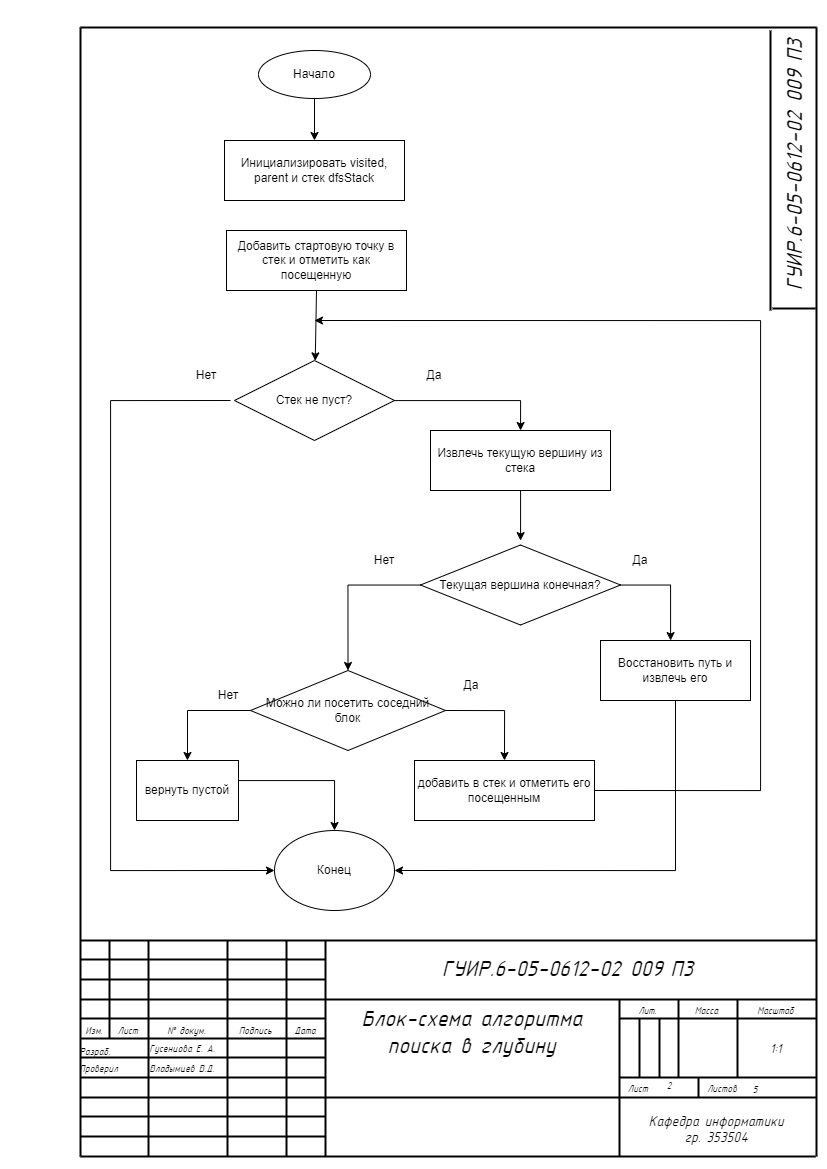 ГУИР.6-05-0612-02 009 ПЗ
Начало
Инициализировать visited,
parent и стек dfsStack
Добавить стартовую точку в
стек и отметить как
посещенную
Нет
Да
Стек не пуст?
Извлечь текущую вершину из
стека
Нет
Да
Текущая вершина конечная?
Восстановить путь и
извлечь его
Нет
Да
Можно ли посетить соседний
блок
вернуть пустой
добавить в стек и отметить его
посещенным
Конец
ГУИР.6-05-0612-02 009 ПЗ
Блок-схема алгоритма
поиска в глубину
Лит.
Масса
Масштаб
Изм.
Лист
№ докум.
Подпись
Дата
Разраб.
Гусенцова Е. А.
1:1
Проверил
Владымцев В.Д.
Лист 2
Листов 5
Кафедра информатики
гр. 353504